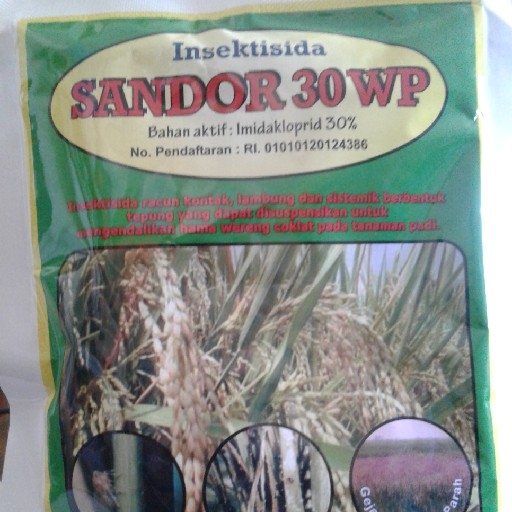 Insektisida
SANDOR 30 WP
Bahan aktif : Imidakloprid 30%
No. Pendaftaran : RI. 01010120124386
Insektisida racun kontak, lambung dan sistemik berbentuk
tepung yang dapat disuspensikan untuk
mengendalikan hama wereng coklat pada tanaman padi.
Parah